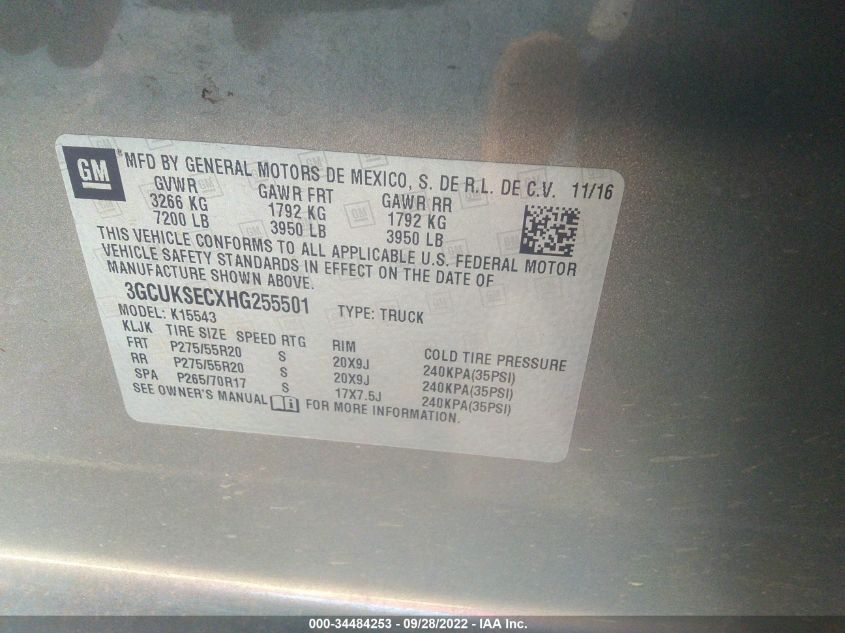 GM ® MFD BY GENERAL MOTORS DE MEXICO, S. DE R.L. DE C.V. 11/16
GVWR GAWR FRT GAWR RR
3266 KG 1792 KG 1792 KG
7200 LB 3950 LB 3950 LB
THIS VEHICLE CONFORMS TO ALL APPLICABLE U.S. FEDERAL MOTOR
VEHICLE SAFETY STANDARDS IN EFFECT ON THE DATE OF
MANUFACTURE SHOWN ABOVE.
3GCUKSECXHG255501 TYPE: TRUCK
MODEL: K15543
KLJK TIRE SIZE SPEED RTG RIM COLD TIRE PRESSURE
FRT P275/55R20 S 20X9J 240KPA(35PSI)
RR P275/55R20 S 20X9J 240KPA(35PSI)
SPA P265/70R17 S 17X7.5J 240KPA(35PSI)
SEE OWNER'S MANUAL FOR MORE INFORMATION.
000-34484253 - 09/28/2022 - IAA Inc.